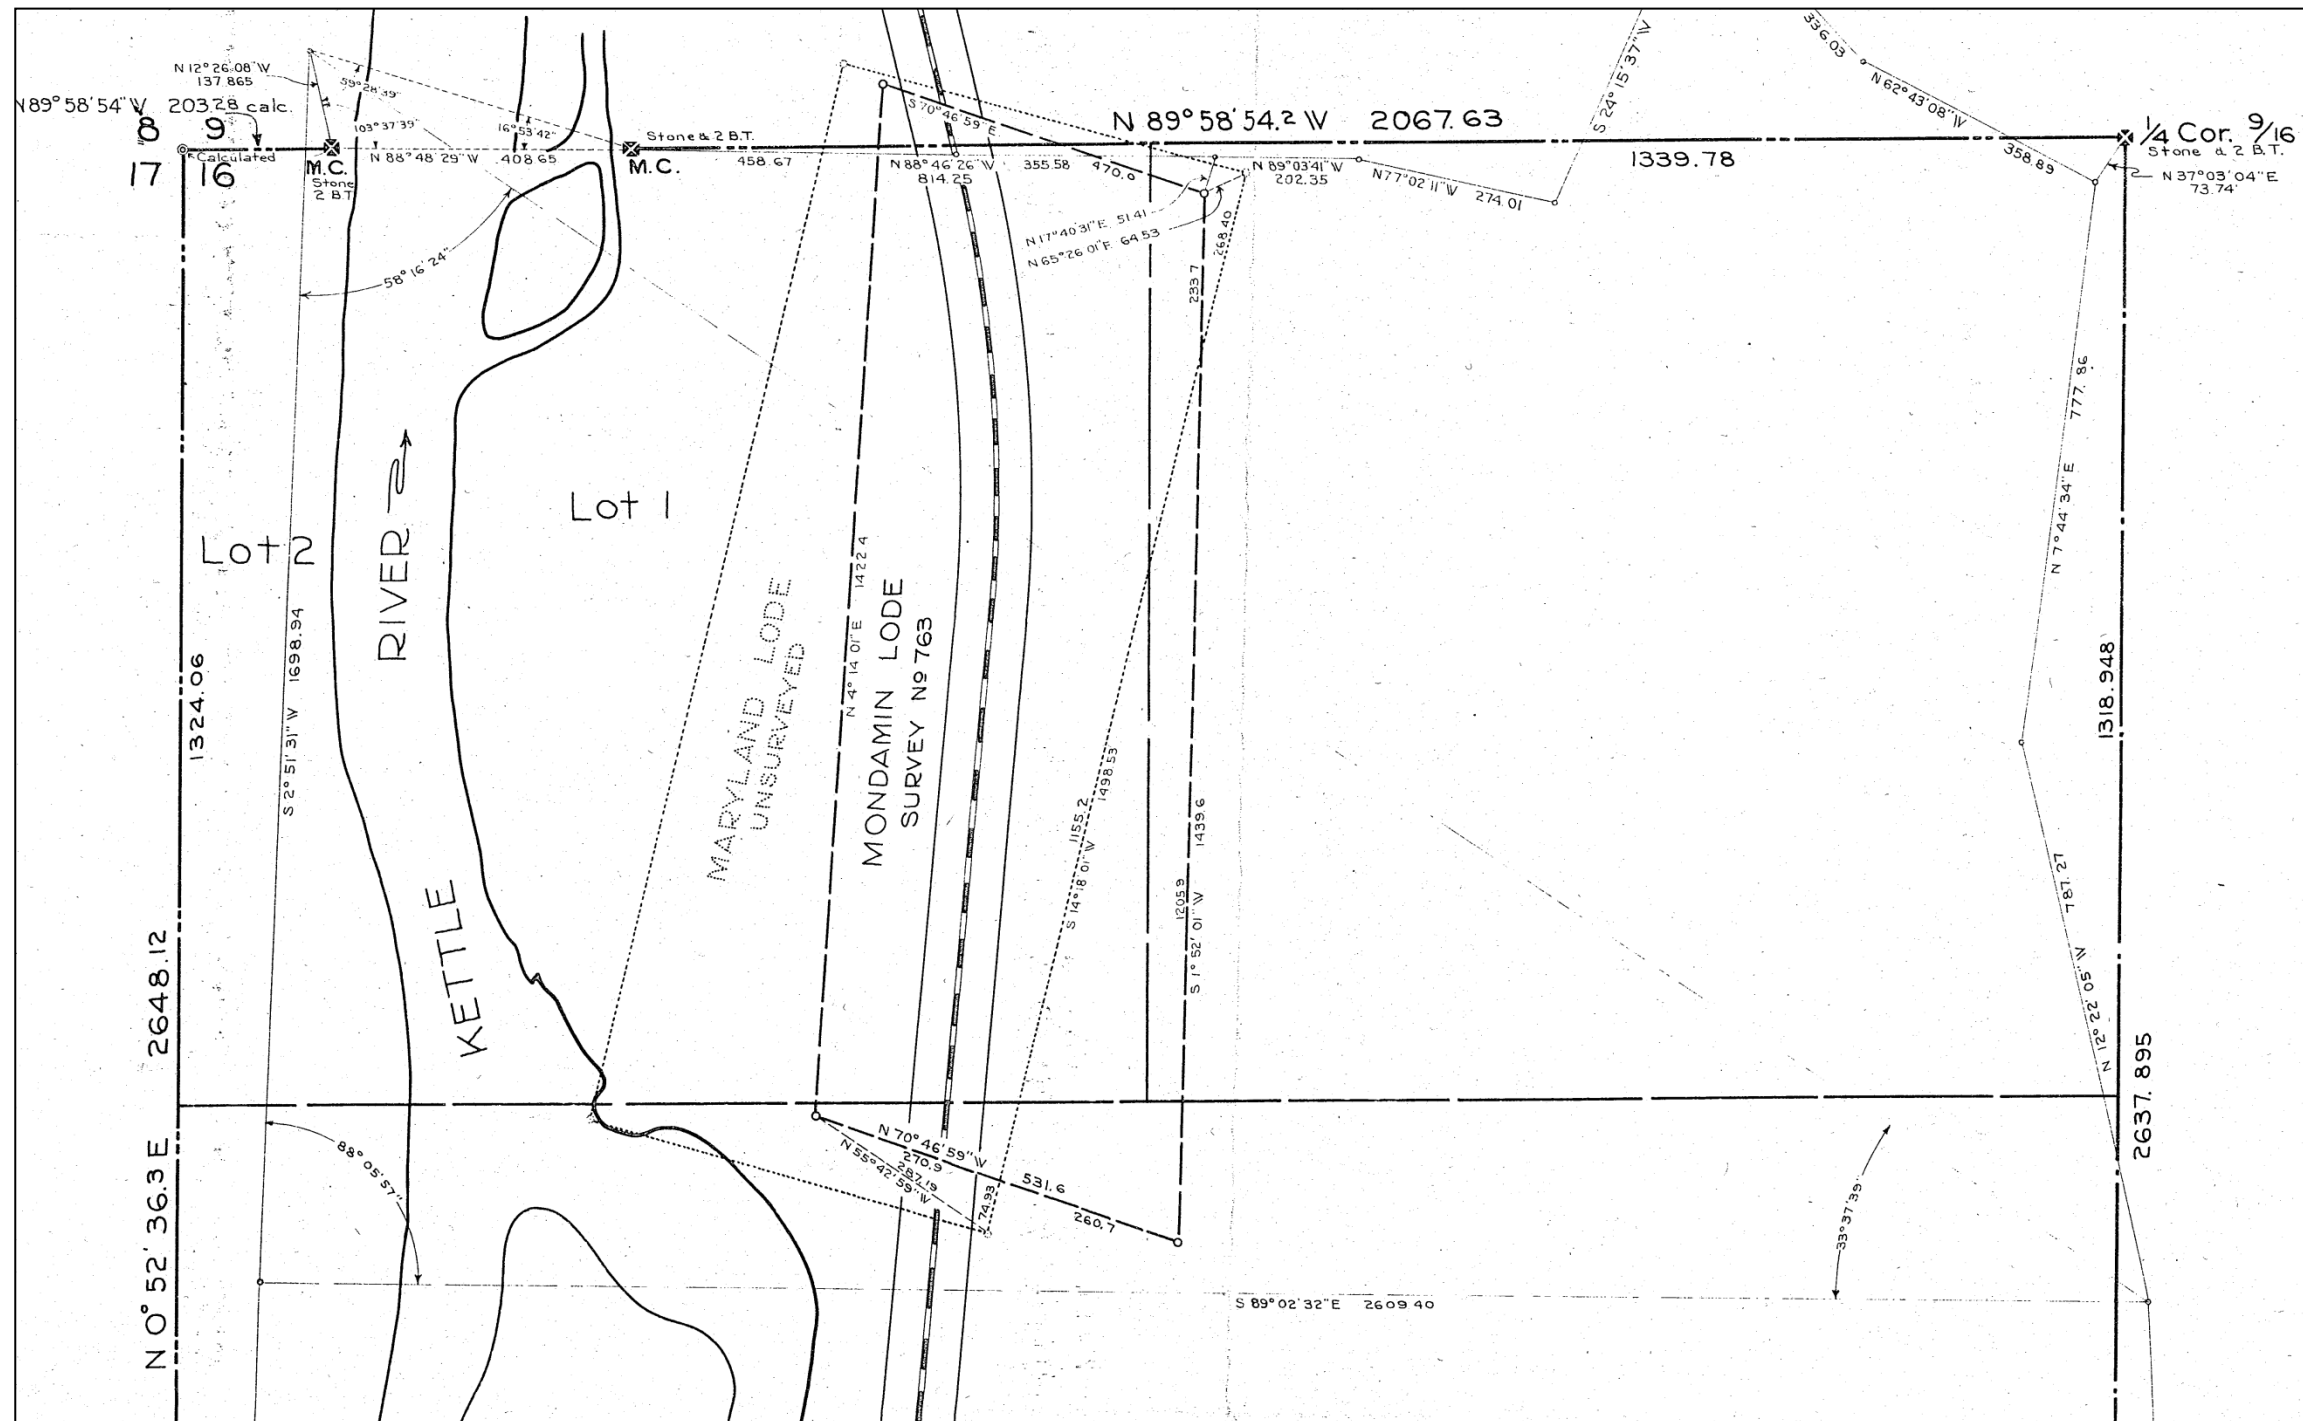 N 12° 26' 08" W
137.865
59° 28' 39"
N 89° 58' 54" W 203.28 calc.
8 9
17 16
Calculated
103° 37' 39"
16° 53' 42"
N 88° 48' 29" W 408.65
M.C.
Stone
2 B.T.
Stone & 2 B.T.
M.C.
458.67
S 70° 46' 59" E
N 88° 46' 26" W
814.25
355.58
470.9
N 89° 58' 54.2 W 2067.63
1339.78
N 89° 03' 41" W
202.35
N 77° 02' 11" W 274.01
S 24° 15' 37" W
336.03
N 62° 43' 08" W
358.89
1/4 Cor. 9/16
Stone & 2 B.T.
N 37° 03' 04" E
73.74'
N 17° 40' 31" E 51.41
N 65° 26' 01" E 64.53
268.40
233.7
58° 16' 24"
Lot 1
Lot 2
RIVER
KETTLE
S 2° 51' 31" W 1698.94
1324.06
2648.12
N 0° 52' 36.3 E
MARYLAND LODE
UNSURVEYED
N 4° 14' 01" E 1422.4
MONDAMIN LODE
SURVEY No 763
1155.2
S 14° 18' 01" W 1498.53
1205.9
S 1° 52' 01" W 1439.6
777.86
N 7° 44' 34" E
1318.948
787.27
N 12° 22' 05" W
2637.895
88° 05' 57"
N 70° 46' 59" W
270.9
531.6
287.19
N 55° 42' 59" W
74.93
260.7
33° 37' 39"
S 89° 02' 32" E 2609.40